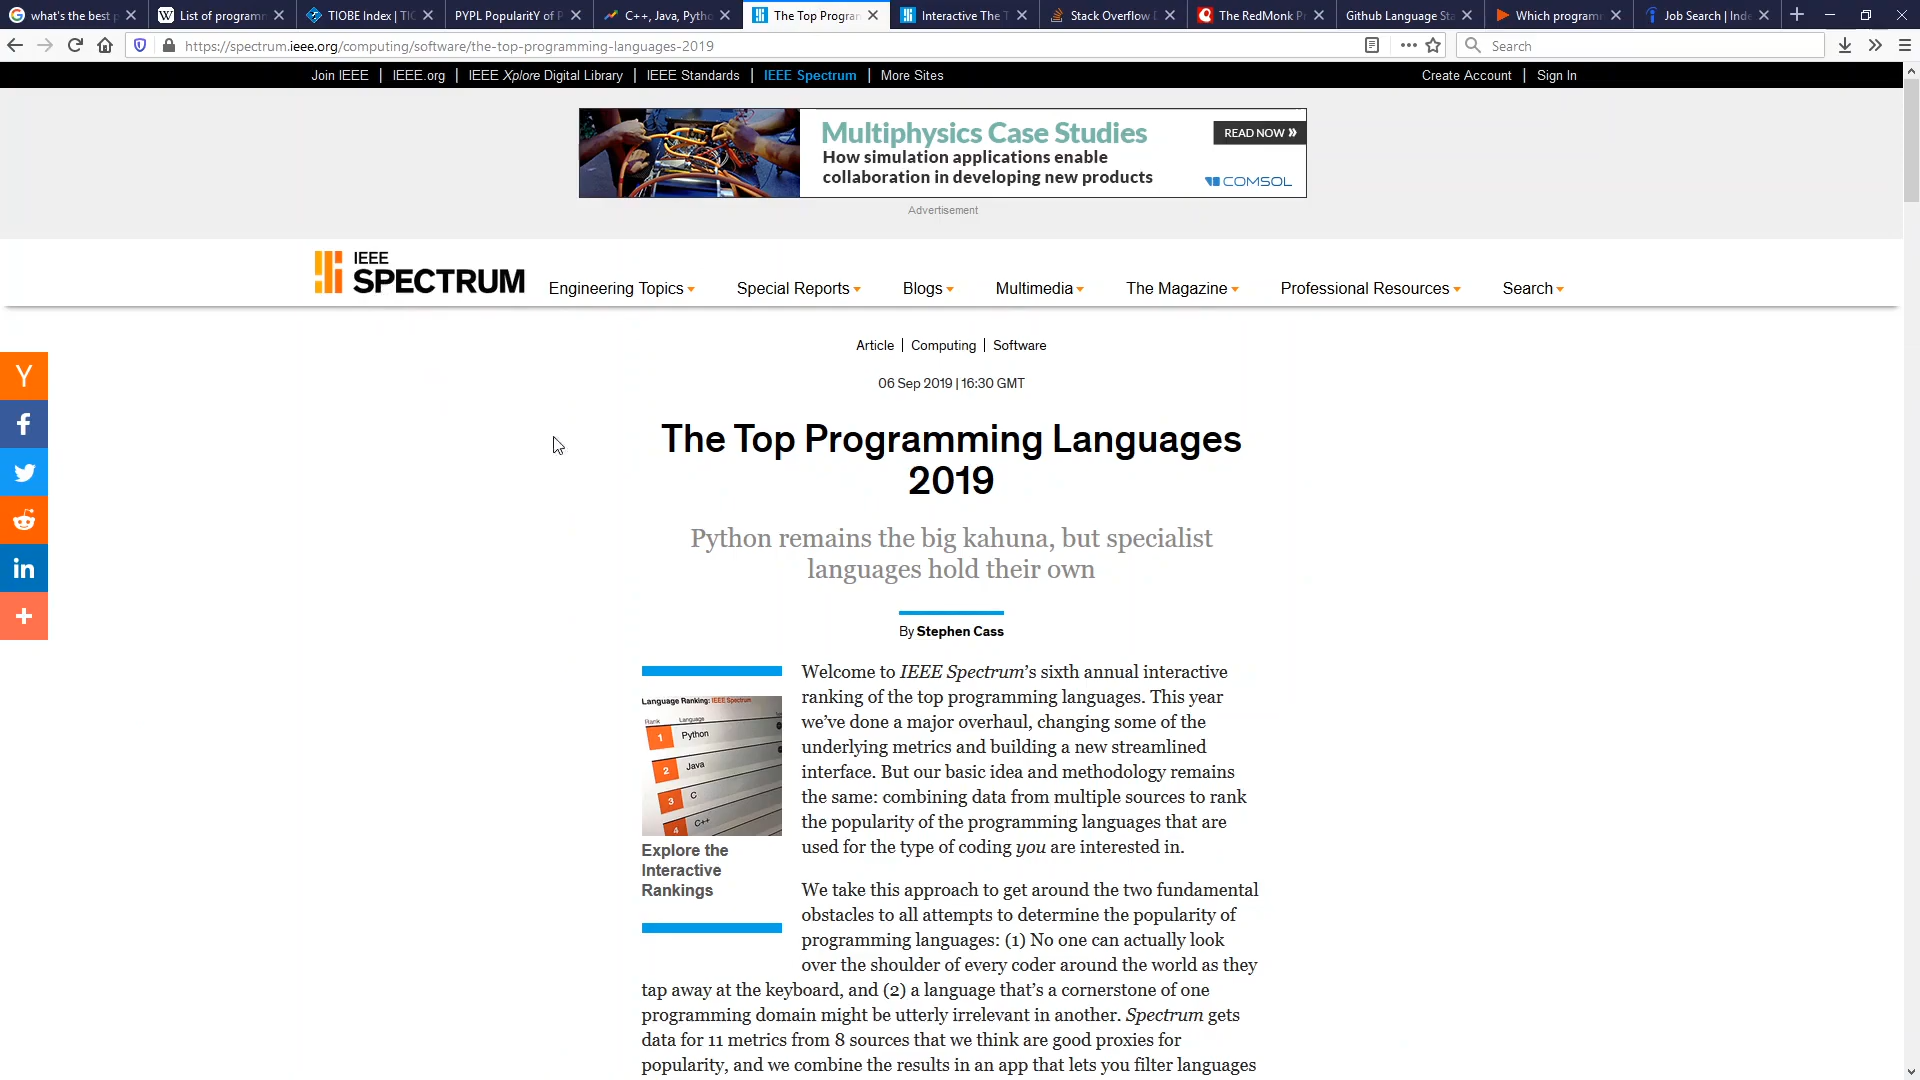 what's the best
List of programm
TIOBE Index | TIO
PYPL PopularitY of P
C++, Java, Pytho
The Top Program
Interactive The T
Stack Overflow D
The RedMonk P
Github Language Sta
Which programm
Job Search | Inde
https://spectrum.ieee.org/computing/software/the-top-programming-languages-2019
Search
Join IEEE | IEEE.org | IEEE Xplore Digital Library | IEEE Standards | IEEE Spectrum | More Sites
Create Account | Sign In
Multiphysics Case Studies
READ NOW »
How simulation applications enable
collaboration in developing new products
COMSOL
Advertisement
IEEE
SPECTRUM
Engineering Topics
Special Reports
Blogs
Multimedia
The Magazine
Professional Resources
Search
Article | Computing | Software
06 Sep 2019 | 16:30 GMT
The Top Programming Languages
2019
Python remains the big kahuna, but specialist
languages hold their own
By Stephen Cass
Language Ranking: IEEE Spectrum
Rank Language
1 Python
2 Java
3 C
4 C++
Explore the
Interactive
Rankings
Welcome to IEEE Spectrum’s sixth annual interactive
ranking of the top programming languages. This year
we’ve done a major overhaul, changing some of the
underlying metrics and building a new streamlined
interface. But our basic idea and methodology remains
the same: combining data from multiple sources to rank
the popularity of the programming languages that are
used for the type of coding you are interested in.
We take this approach to get around the two fundamental
obstacles to all attempts to determine the popularity of
programming languages: (1) No one can actually look
over the shoulder of every coder around the world as they
tap away at the keyboard, and (2) a language that’s a cornerstone of one
programming domain might be utterly irrelevant in another. Spectrum gets
data for 11 metrics from 8 sources that we think are good proxies for
popularity, and we combine the results in an app that lets you filter languages